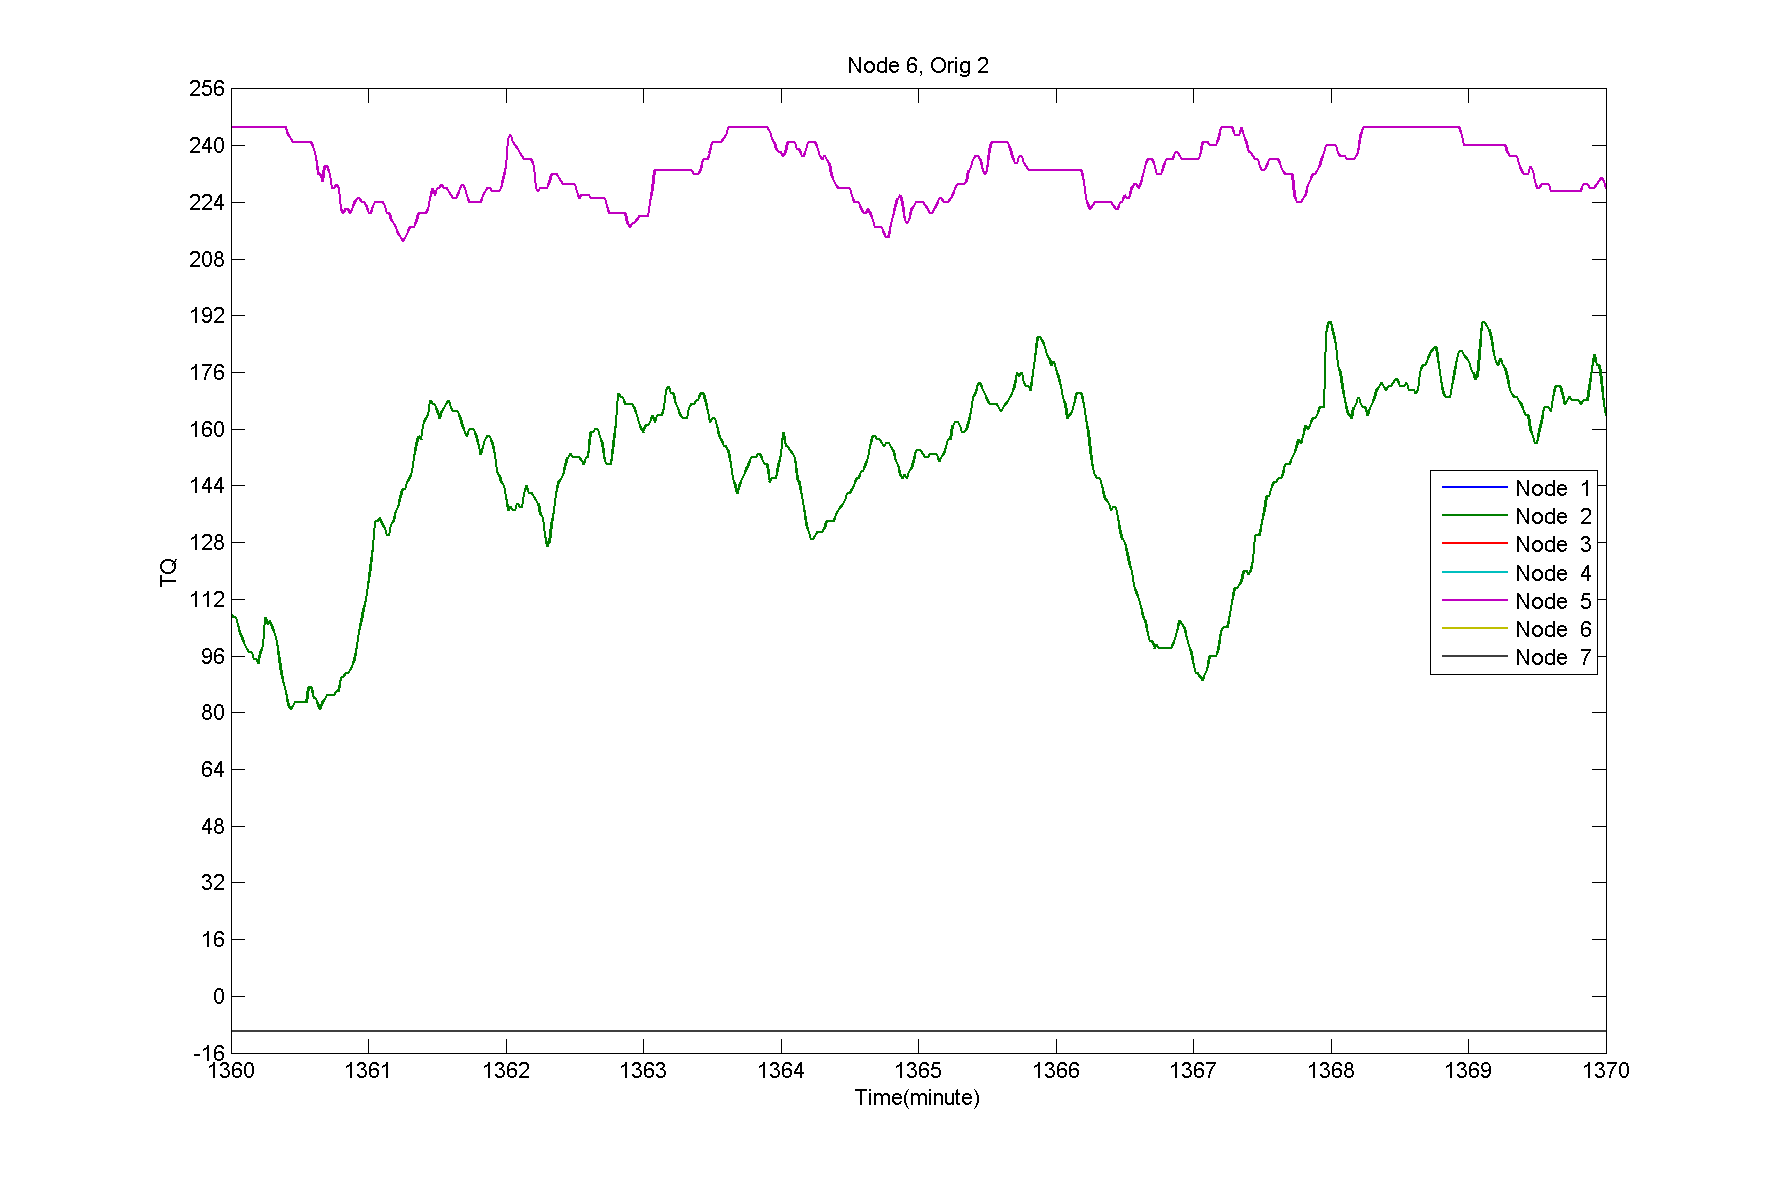 Node 6, Orig 2
256
240
224
208
192
176
160
144
128
112
96
80
64
48
32
16
0
-16
TQ
Node 1
Node 2
Node 3
Node 4
Node 5
Node 6
Node 7
1360 1361 1362 1363 1364 1365 1366 1367 1368 1369 1370
Time(minute)